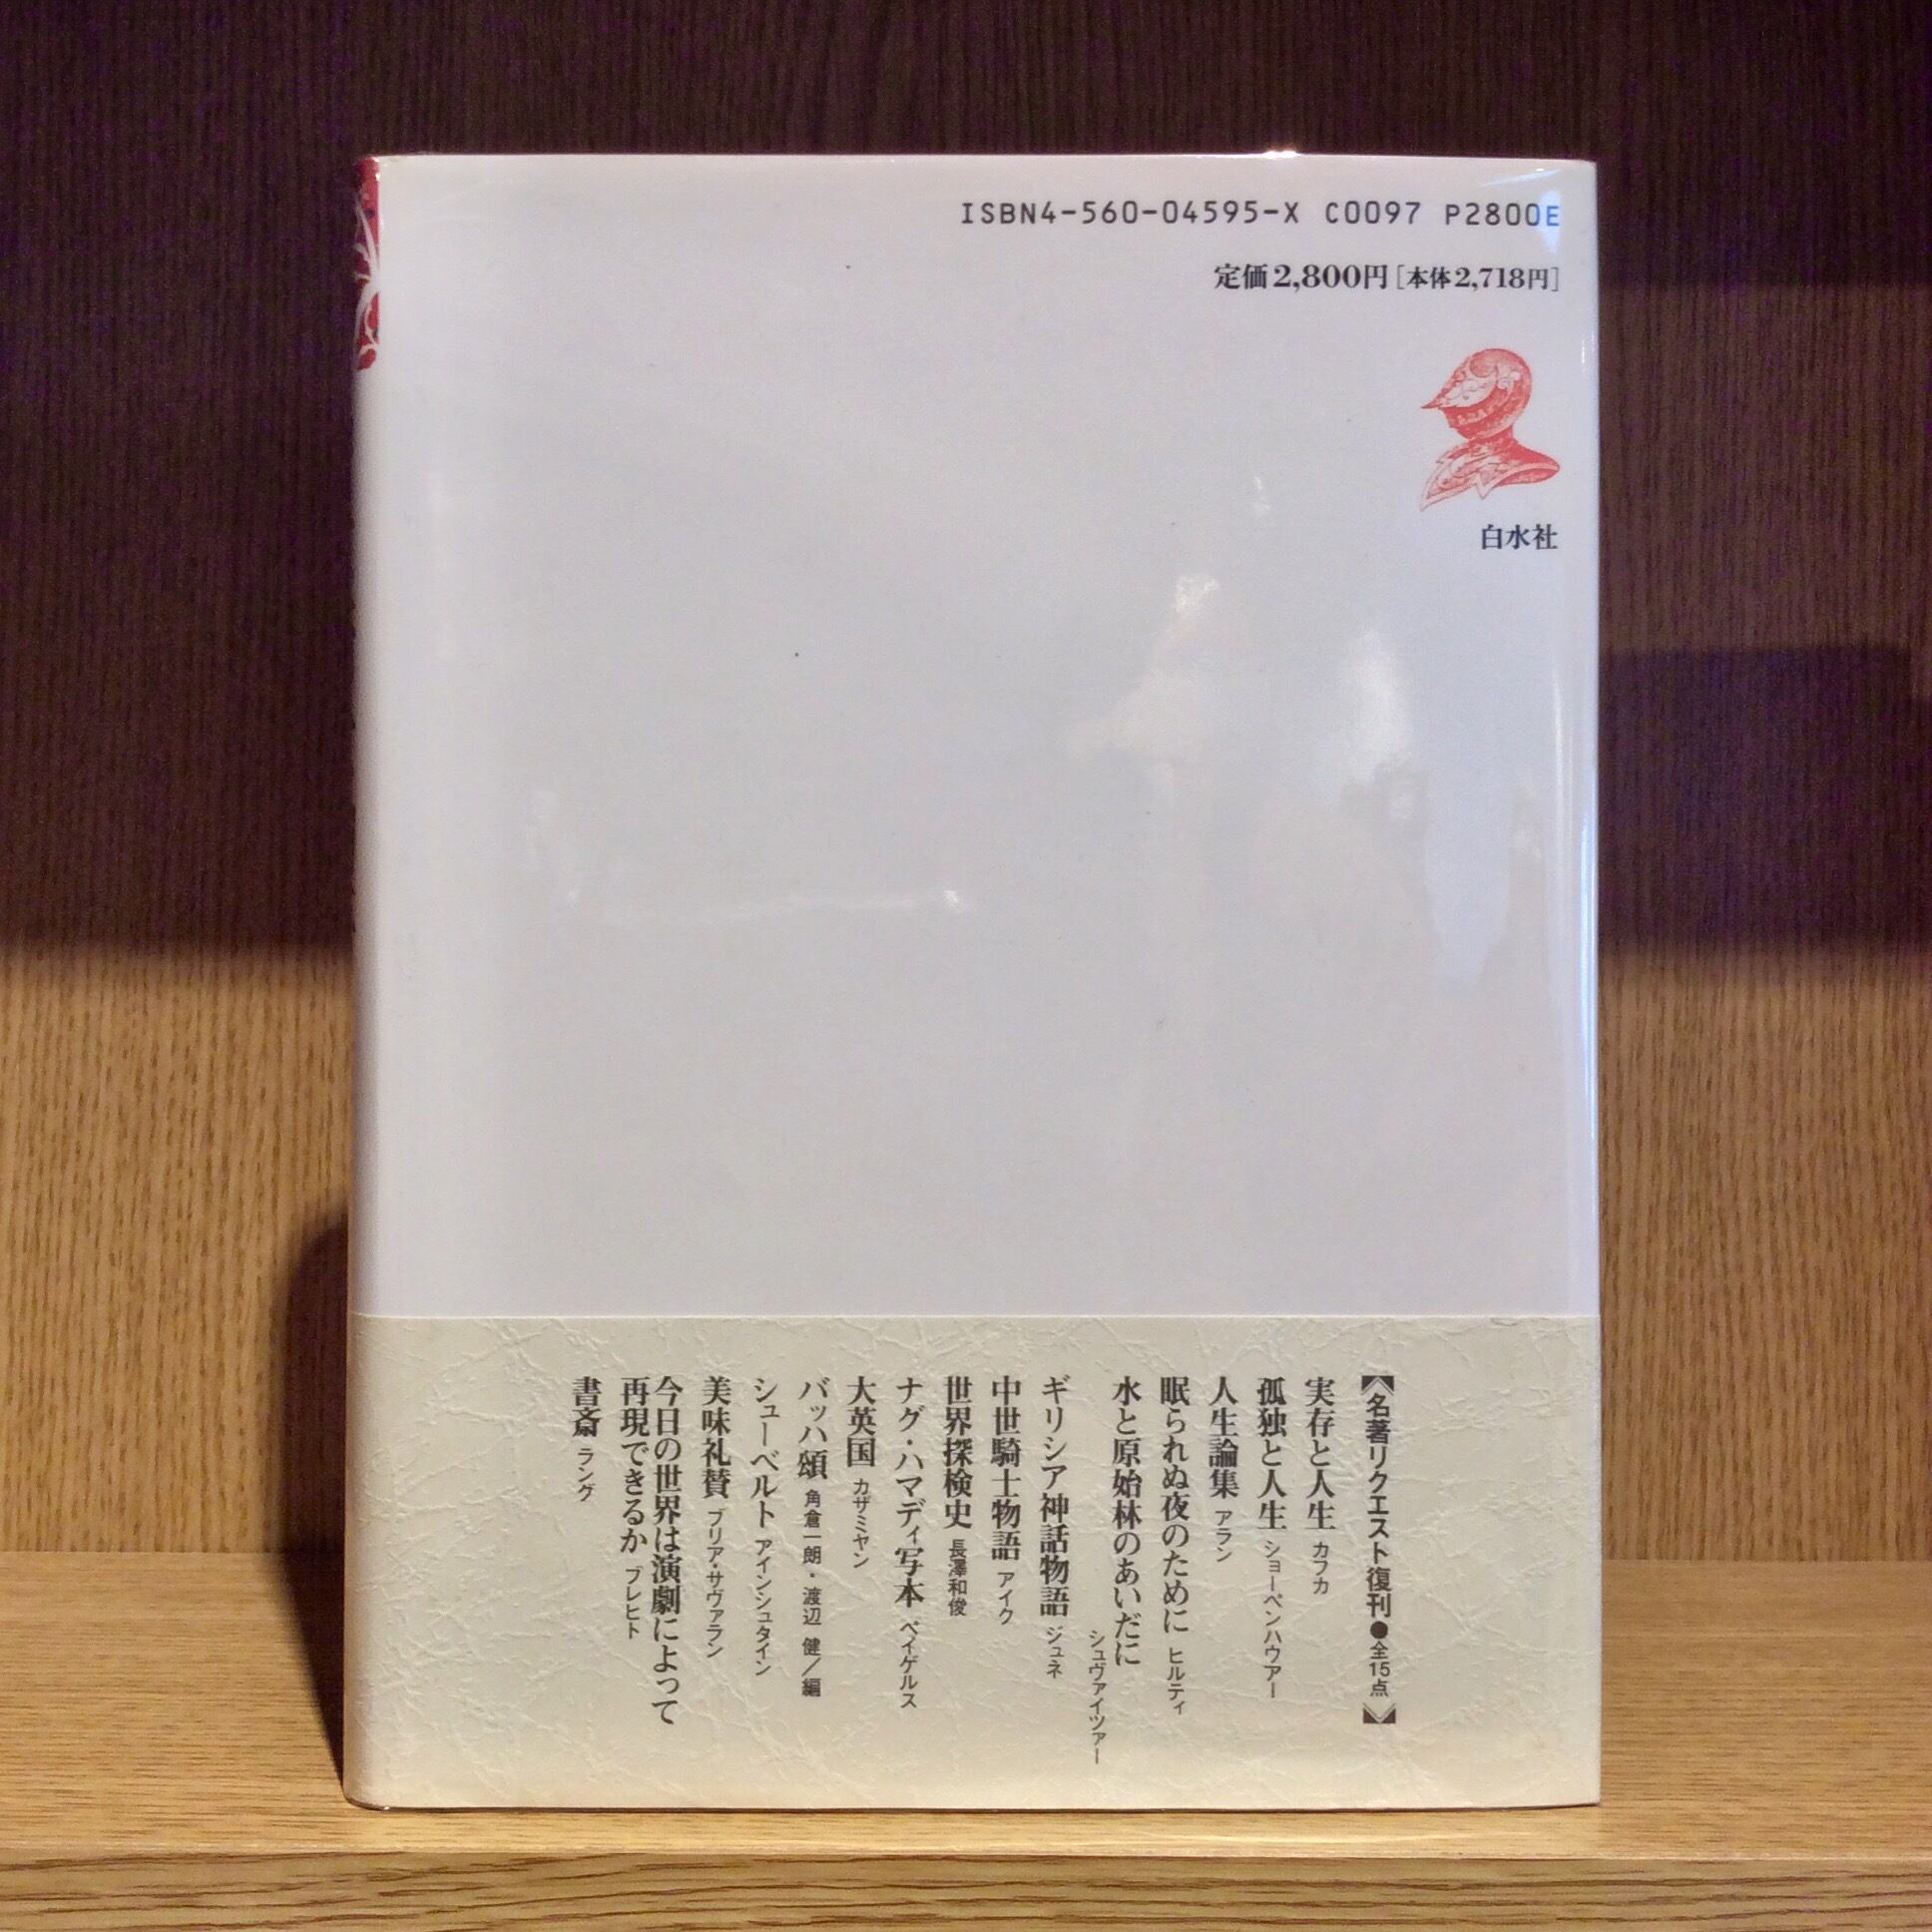 ISBN4-560-04595-X C0097 P2800E
定価2,800円[本体2,718円]
白水社
【名著リクエスト復刊●全15点】
実存と人生 カフカ
孤独と人生 ショーペンハウアー
人生論集 アラン
眠られぬ夜のために ヒルティ
水と原始林のあいだに
シュヴァイツァー
ギリシア神話物語 ジュネ
中世騎士物語 アイク
世界探検史 長澤和俊
ナグ・ハマディ写本 ペイゲルス
大英国 カザミヤン
バッハ頌 角倉一朗・渡辺 健/編
シューベルト アインシュタイン
美味礼賛 ブリア・サヴァラン
今日の世界は演劇によって
再現できるか ブレヒト
書斎 ラング